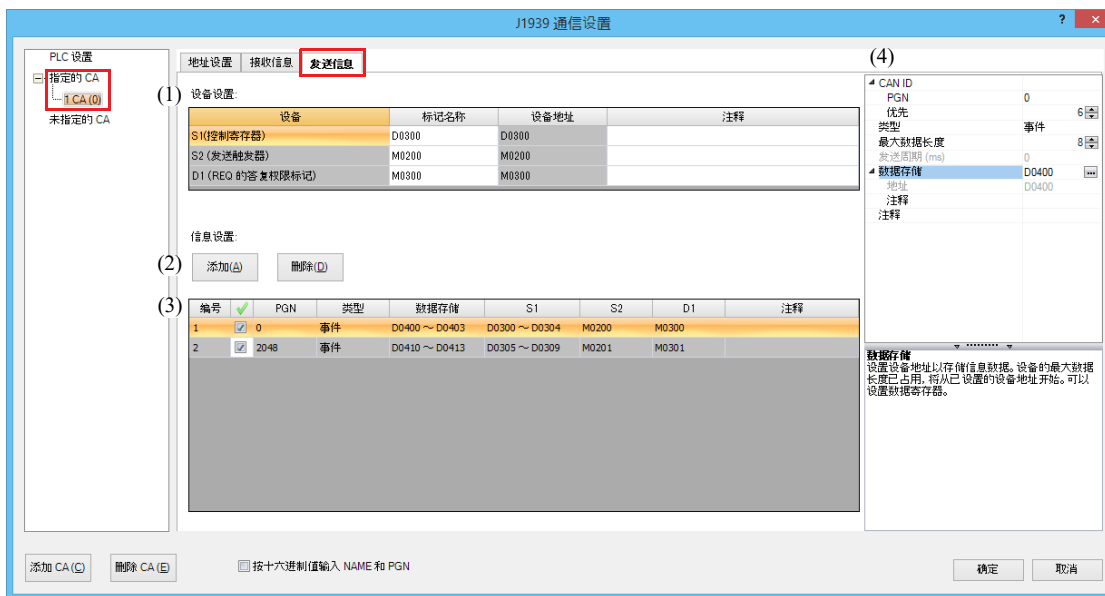 J1939 通信设置
?
×
PLC 设置
指定的 CA
1 CA (0)
未指定的 CA
地址设置 接收信息 发送信息
(1) 设备设置:
设备 标记名称 设备地址 注释
S1(控制寄存器) D0300 D0300
S2 (发送触发器) M0200 M0200
D1 (REQ 的答复权限标记) M0300 M0300
信息设置:
(2) 添加(A) 删除(D)
(3) 编号 PGN 类型 数据存储 S1 S2 D1 注释
1 0 事件 D0400 ～ D0403 D0300 ～ D0304 M0200 M0300
2 2048 事件 D0410 ～ D0413 D0305 ～ D0309 M0201 M0301
(4)
CAN ID
PGN 0
优先 6
类型 事件
最大数据长度 8
发送周期 (ms) 0
数据存储 D0400 ...
地址 D0400
注释
注释
数据存储
设置设备地址以存储信息数据。设备的最大数据
长度已占用, 将从已设置的设备地址开始。可以
设置数据寄存器。
添加 CA (C) 删除 CA (E) 按十六进制值输入 NAME 和 PGN 确定 取消